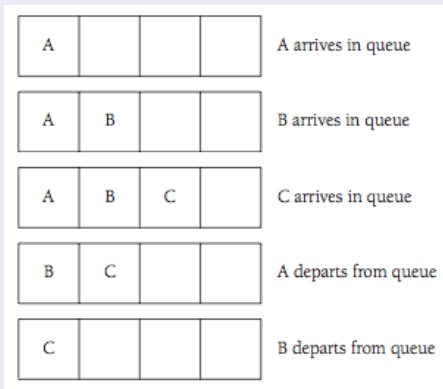 A A arrives in queue
A B B arrives in queue
A B C C arrives in queue
B C A departs from queue
C B departs from queue